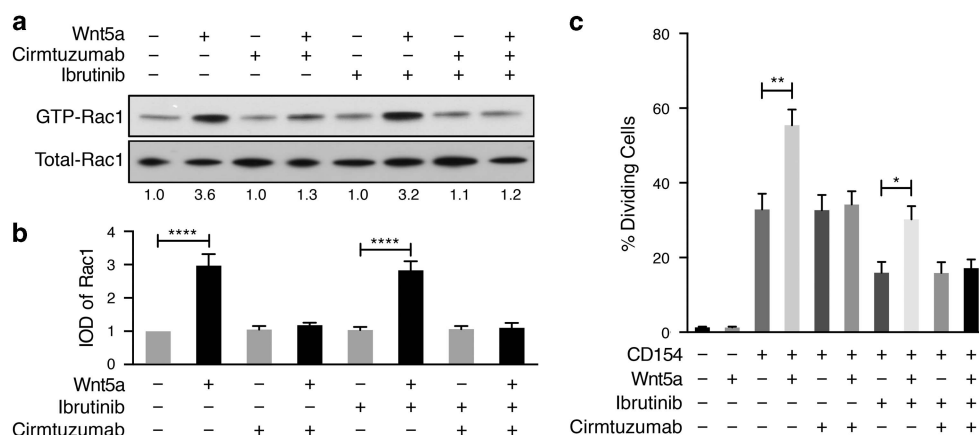 a
Wnt5a – + – + – + – +
Cirmtuzumab – – + + – – + +
Ibrutinib – – – – + + + +
GTP-Rac1
Total-Rac1
1.0 3.6 1.0 1.3 1.0 3.2 1.1 1.2
b
IOD of Rac1
4
3
2
1
0
**** ****
Wnt5a – + – + – + – +
Ibrutinib – – – – + + + +
Cirmtuzumab – – + + – – + +
c
% Dividing Cells
80
60
40
20
0
** *
CD154 – – + + + + + + + +
Wnt5a – + – + – + – + – +
Ibrutinib – – – – – – + + + +
Cirmtuzumab – – – – + + – – + +